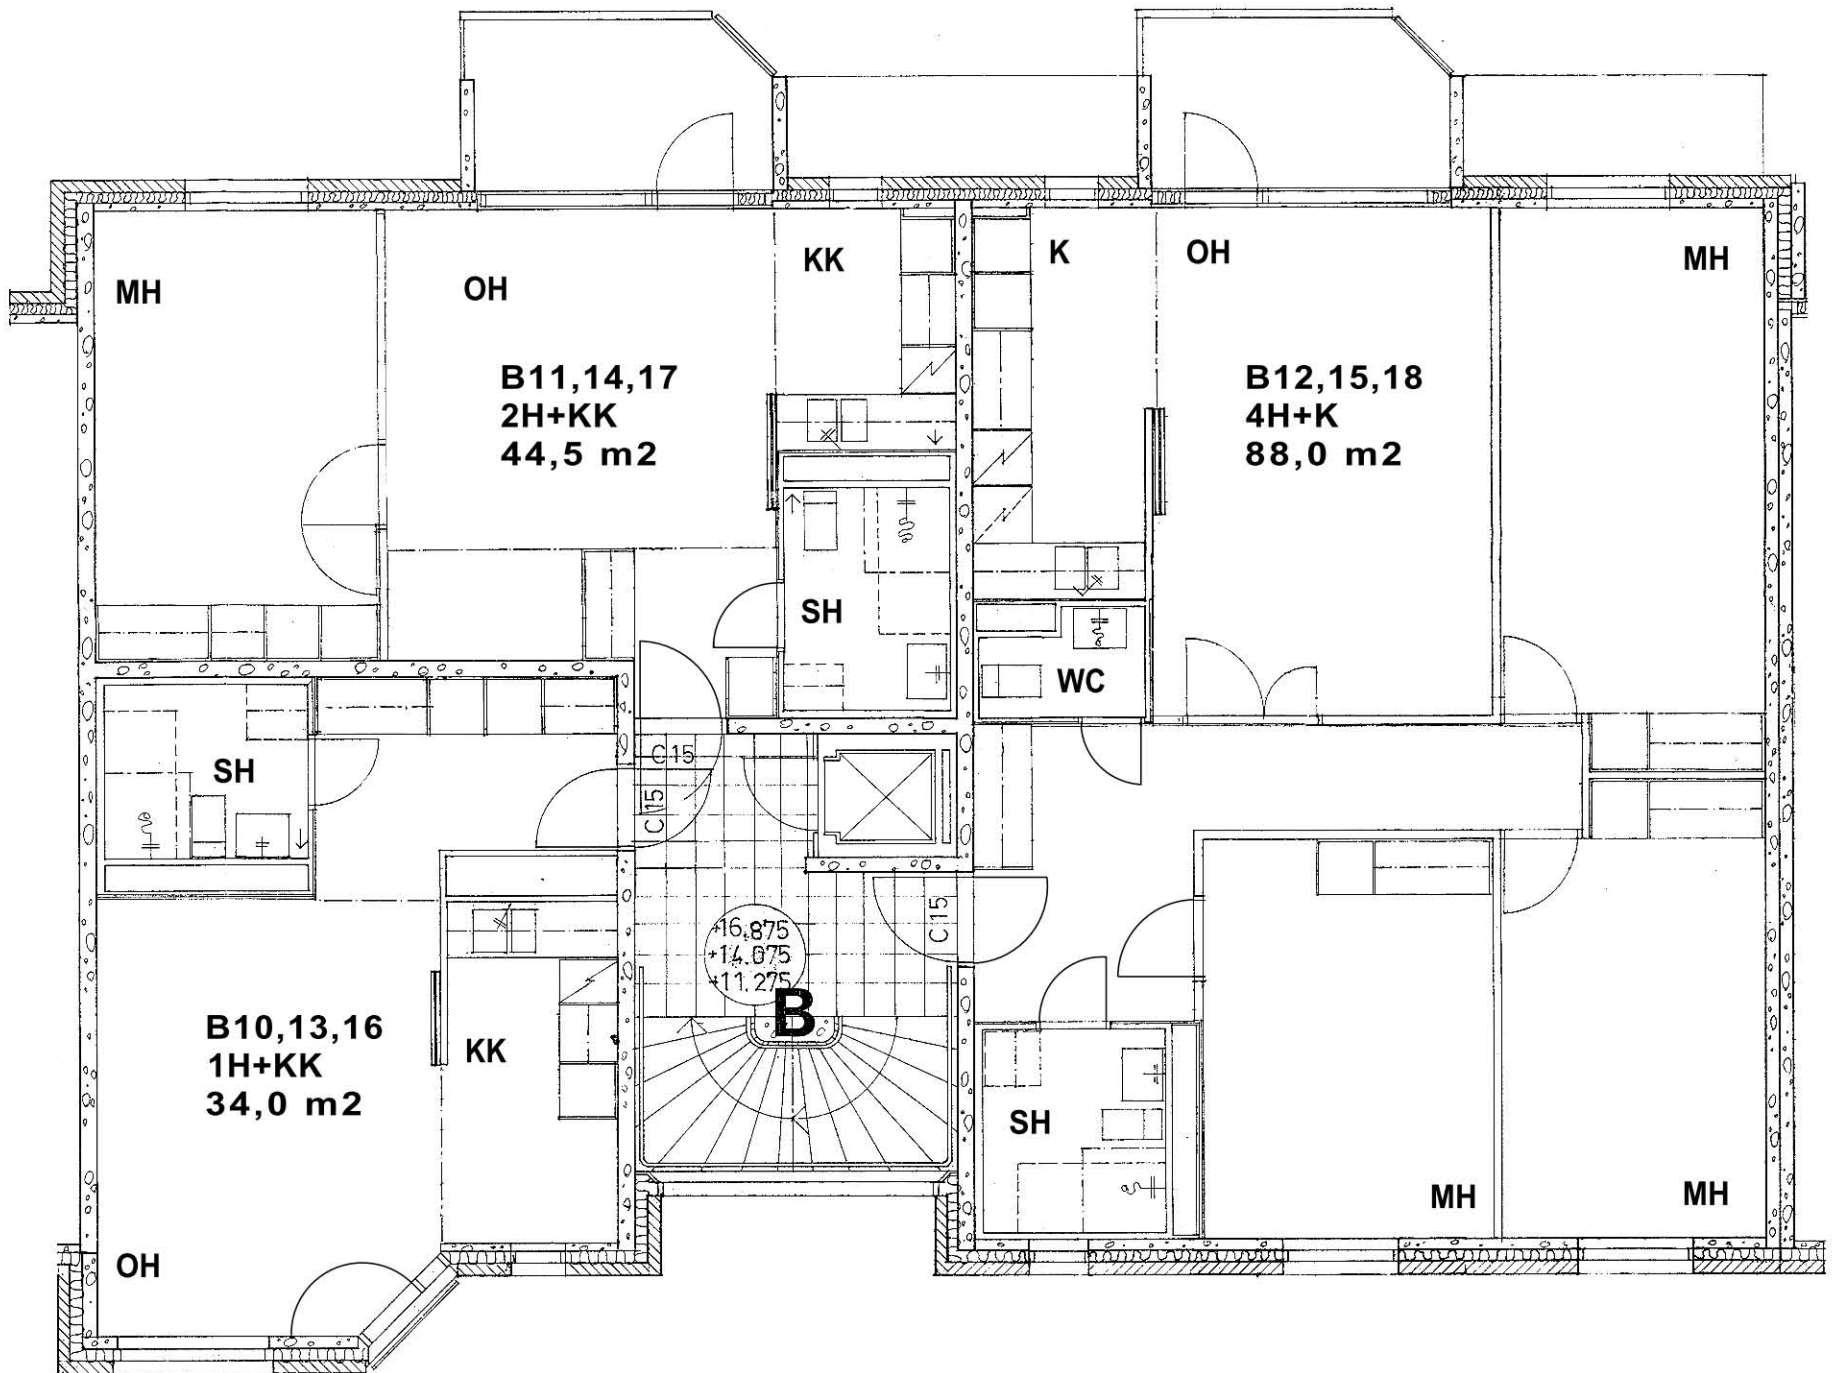 MH
OH
KK
K
OH
MH
B11,14,17
2H+KK
44,5 m2
B12,15,18
4H+K
88,0 m2
SH
WC
SH
C15
C15
C15
+16.875
+14.075
+11.275
B
B10,13,16
1H+KK
34,0 m2
KK
SH
OH
MH
MH